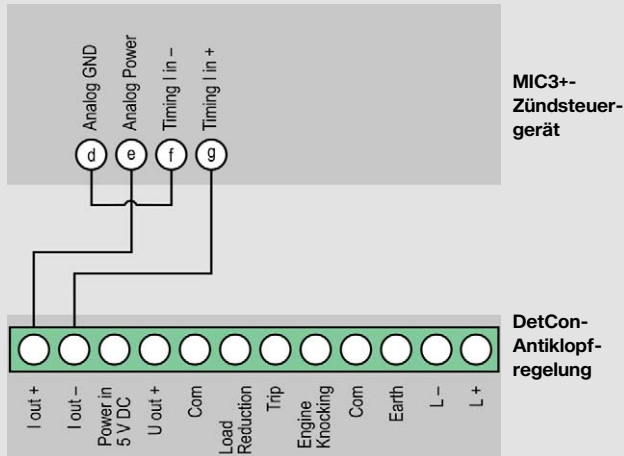 Analog GND
Analog Power
Timing I in –
Timing I in +
d
e
f
g
MIC3+-
Zündsteuer-
gerät
DetCon-
Antiklopf-
regelung
I out +
I out –
Power in
5 V DC
U out +
Com
Load
Reduction
Trip
Engine
Knocking
Com
Earth
L –
L +